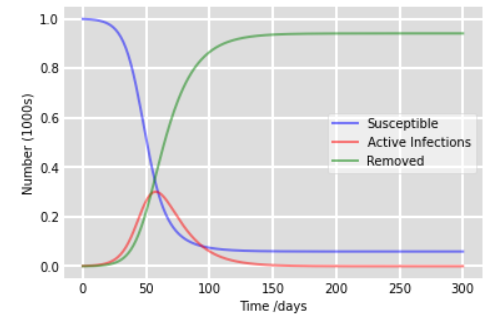 1.0
0.8
0.6
0.4
0.2
0.0
Number (1000s)
Susceptible
Active Infections
Removed
0 50 100 150 200 250 300
Time /days